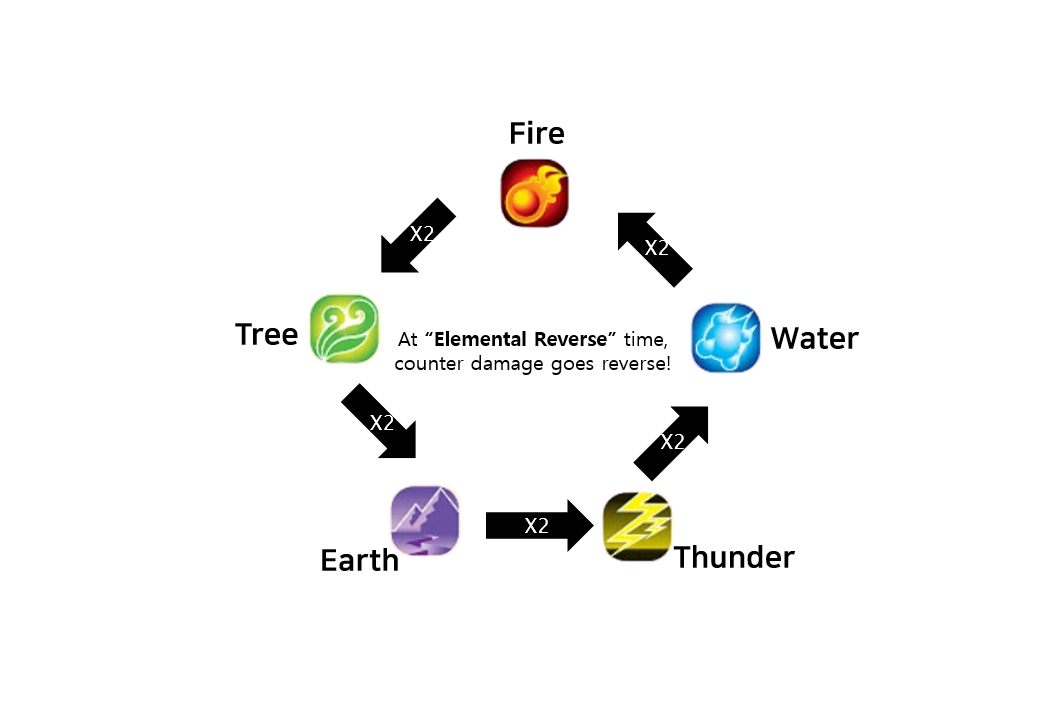 Fire
X2
X2
Tree
At “Elemental Reverse” time,
counter damage goes reverse!
Water
X2
X2
Earth
X2
Thunder